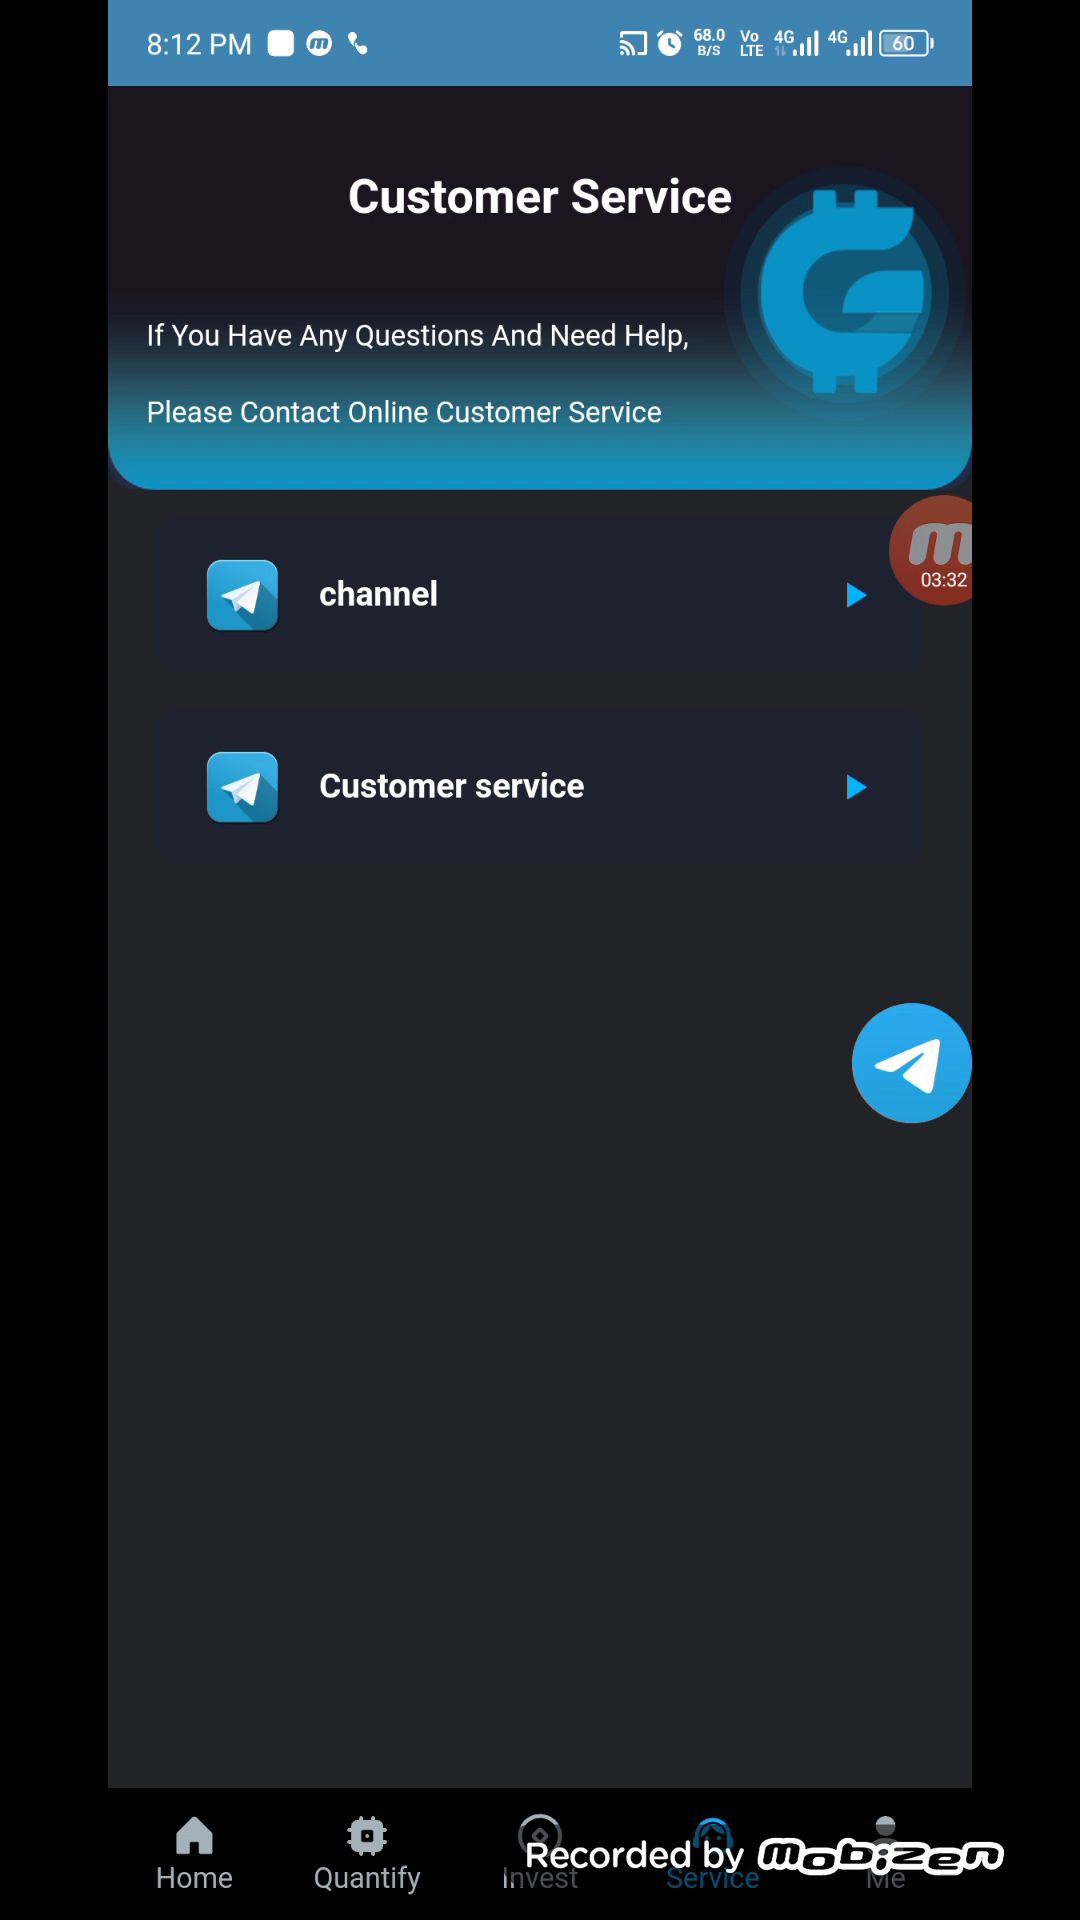 8:12 PM
68.0 B/S Vo LTE 4G 4G 60
Customer Service
If You Have Any Questions And Need Help,
Please Contact Online Customer Service
03:32
channel
Customer service
Home Quantify Invest Service Me
Recorded by mobizen